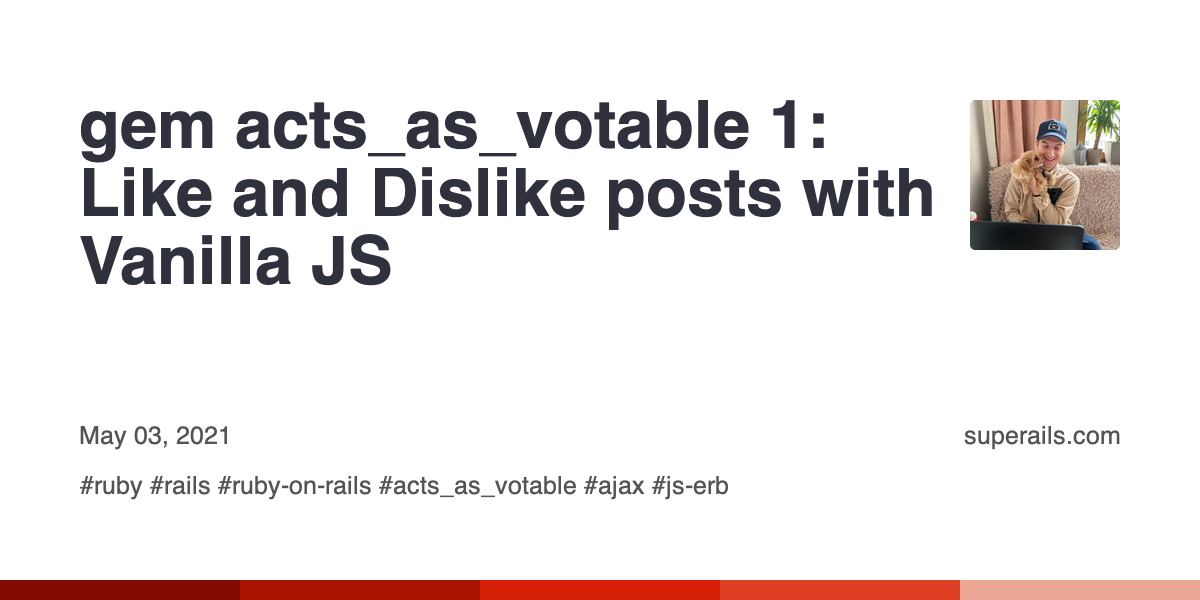 gem acts_as_votable 1:
Like and Dislike posts with
Vanilla JS
May 03, 2021
superails.com
#ruby #rails #ruby-on-rails #acts_as_votable #ajax #js-erb